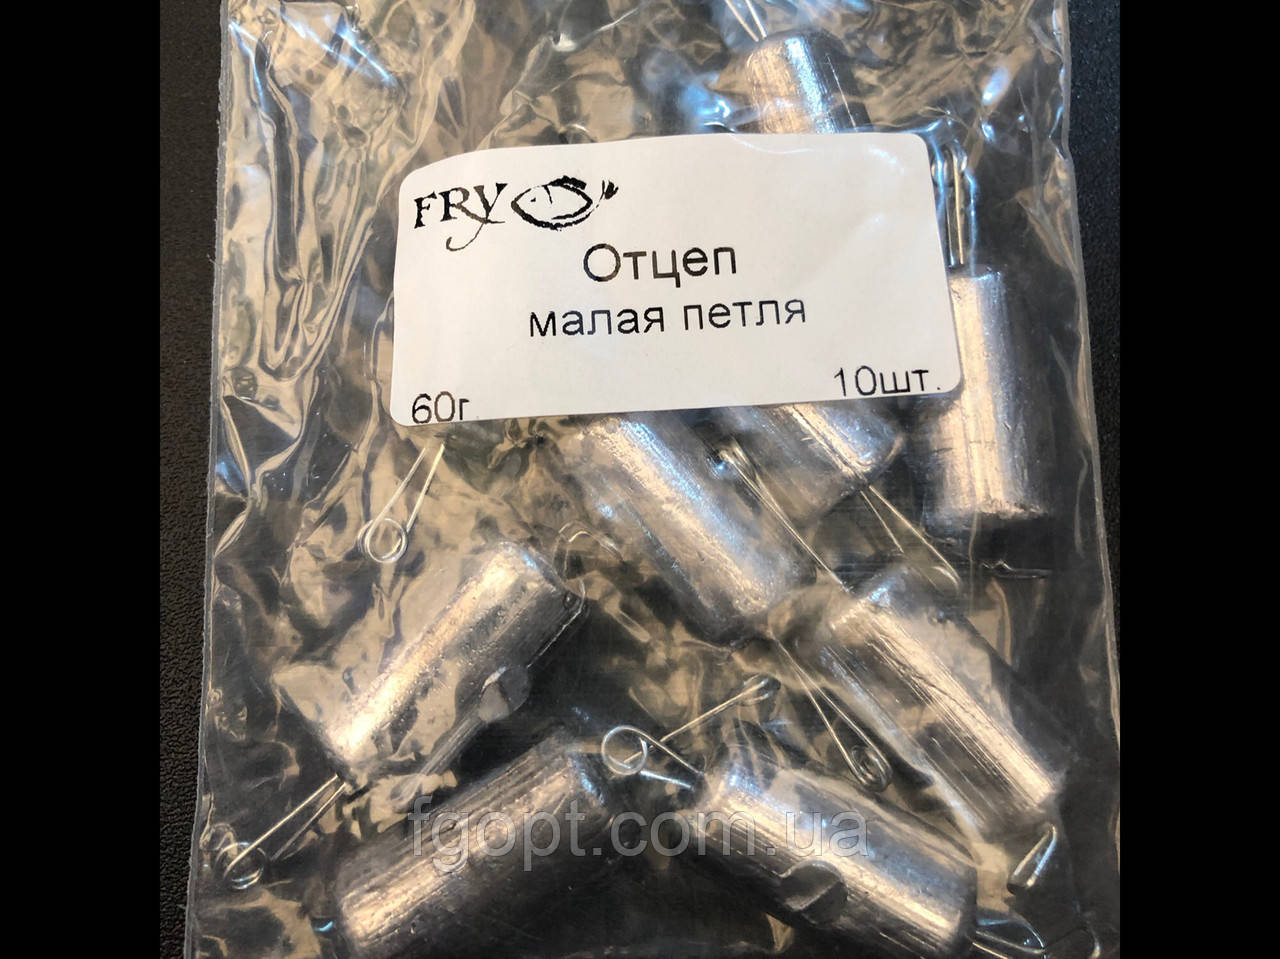 FRY
Отцеп
малая петля
60г.
10шт.
fgopt.com.ua